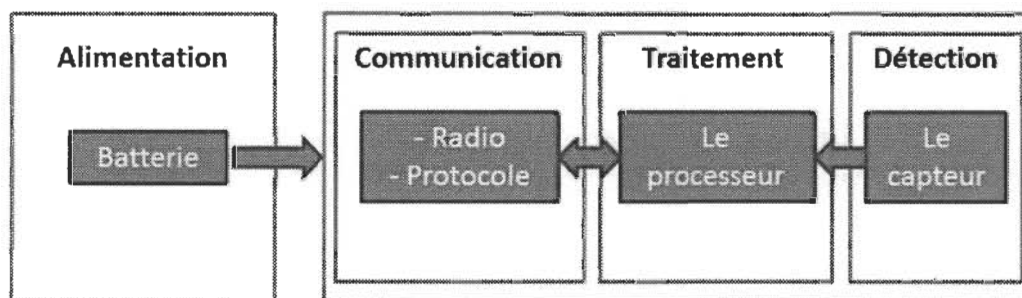 Alimentation
Batterie
Communication
- Radio
- Protocole
Traitement
Le
processeur
Détection
Le
capteur